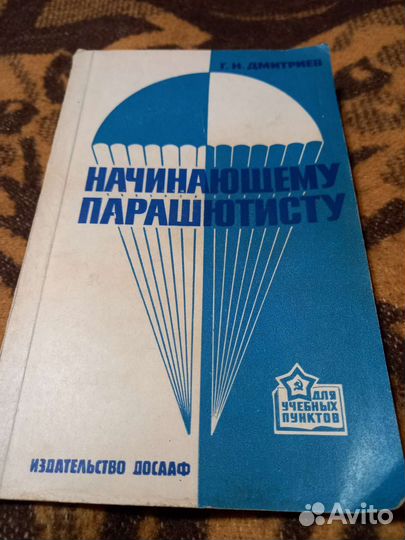 Г. И. ДМИТРИЕВ
НАЧИНАЮЩЕМУ
ПАРАШЮТИСТУ
ДЛЯ
УЧЕБНЫХ
ПУНКТОВ
ИЗДАТЕЛЬСТВО ДОСААФ
Avito